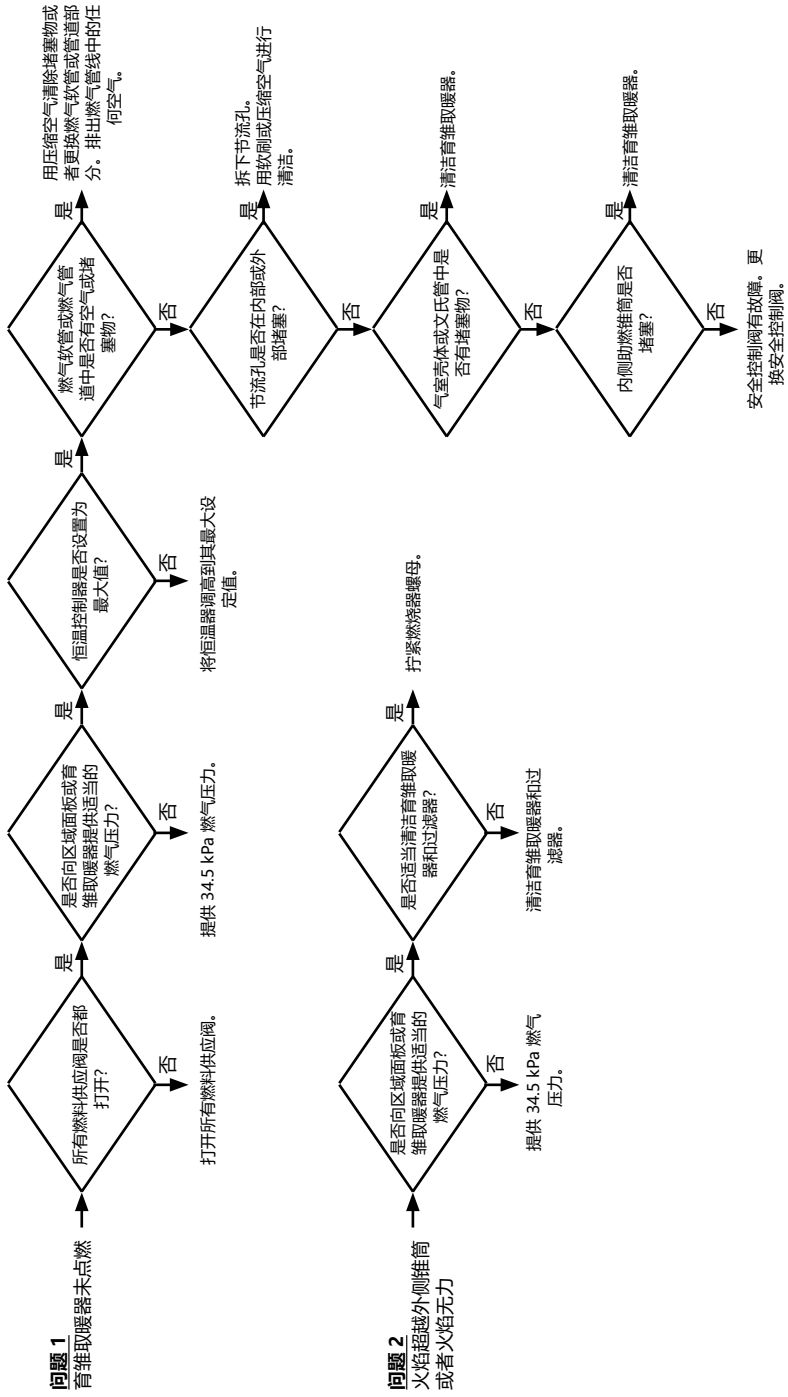 问题 1
育雏取暖器未点燃
所有燃料供应阀是否都
打开？
是
否
打开所有燃料供应阀。
是否向区域面板或育
雏取暖器提供适当的
燃气压力？
是
否
提供 34.5 kPa 燃气压力。
恒温控制器是否设置为
最大值？
是
否
将恒温器调高到其最大设
定值。
燃气软管或燃气管
道中是否有空气或堵
塞物？
是
用压缩空气清除堵塞物或
者更换燃气软管或管道部
分。排出燃气管线中的任
何空气。
否
节流孔是否在内部或外
部堵塞？
是
拆下节流孔。
用软刷或压缩空气进行
清洁。
否
气室壳体或文氏管中是
否有堵塞物？
是
清洁育雏取暖器。
否
内侧助燃锥筒是否
堵塞？
是
清洁育雏取暖器。
否
安全控制阀有故障。更
换安全控制阀。
问题 2
火焰超越外侧锥筒
或者火焰无力
是否向区域面板或育
雏取暖器提供适当的
燃气压力？
是
否
提供 34.5 kPa 燃气
压力。
是否适当清洁育雏取暖
器和过滤器？
是
拧紧燃烧器螺母。
否
清洁育雏取暖器和过
滤器。